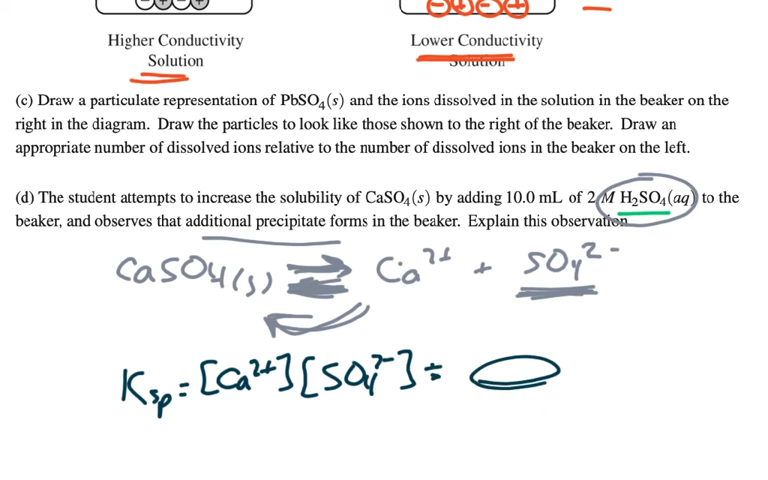 Higher Conductivity Lower Conductivity
Solution Solution
(c) Draw a particulate representation of PbSO₄(s) and the ions dissolved in the solution in the beaker on the
right in the diagram. Draw the particles to look like those shown to the right of the beaker. Draw an
appropriate number of dissolved ions relative to the number of dissolved ions in the beaker on the left.
(d) The student attempts to increase the solubility of CaSO₄(s) by adding 10.0 mL of 2 M H₂SO₄(aq) to the
beaker, and observes that additional precipitate forms in the beaker. Explain this observation.
CaSO4(s) ⇌ Ca²⁺ + SO₄²⁻
Ksp = [Ca²⁺][SO₄²⁻] =